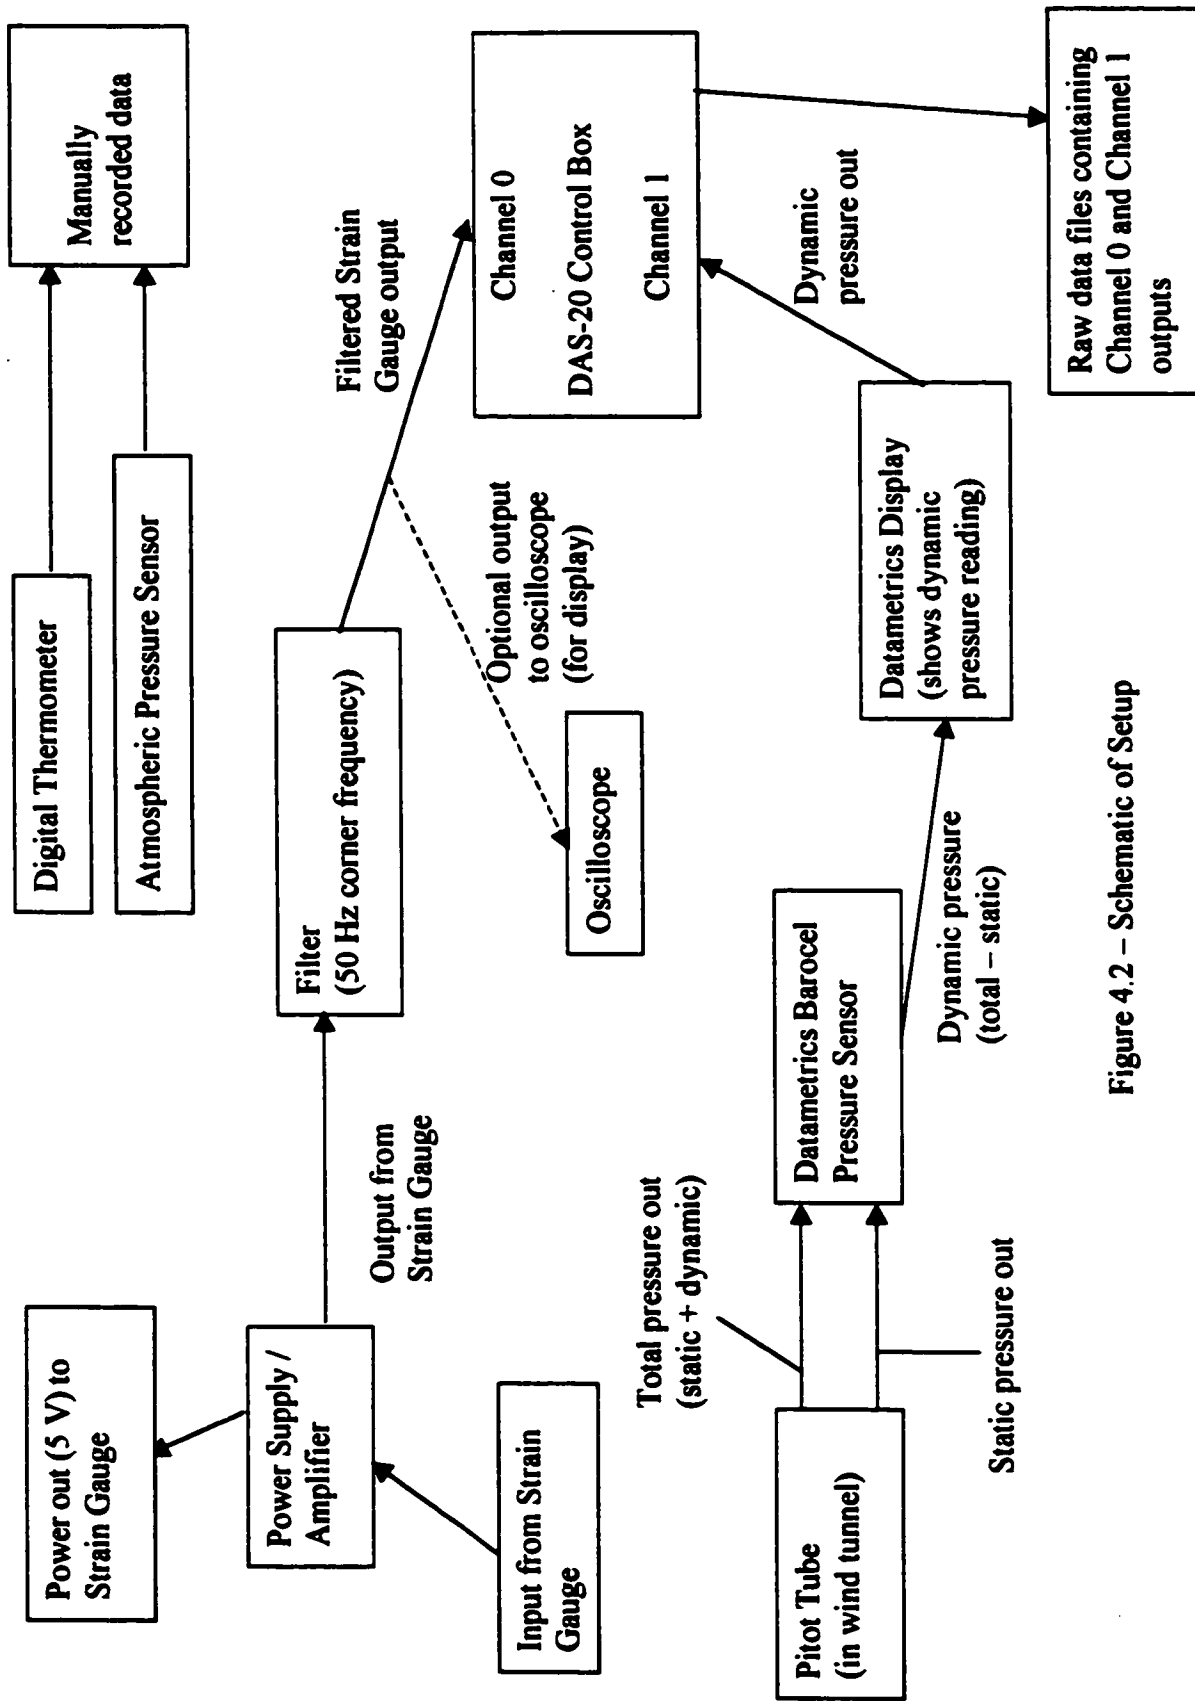 Power out (5 V) to
Strain Gauge
Power Supply /
Amplifier
Input from Strain
Gauge
Output from
Strain Gauge
Filter
(50 Hz corner frequency)
Digital Thermometer
Atmospheric Pressure Sensor
Manually
recorded data
Filtered Strain
Gauge output
Optional output
to oscilloscope
(for display)
Oscilloscope
Channel 0
DAS-20 Control Box
Channel 1
Pitot Tube
(in wind tunnel)
Total pressure out
(static + dynamic)
Static pressure out
Datametrics Barocel
Pressure Sensor
Dynamic pressure
(total – static)
Datametrics Display
(shows dynamic
pressure reading)
Dynamic
pressure out
Raw data files containing
Channel 0 and Channel 1
outputs
Figure 4.2 – Schematic of Setup